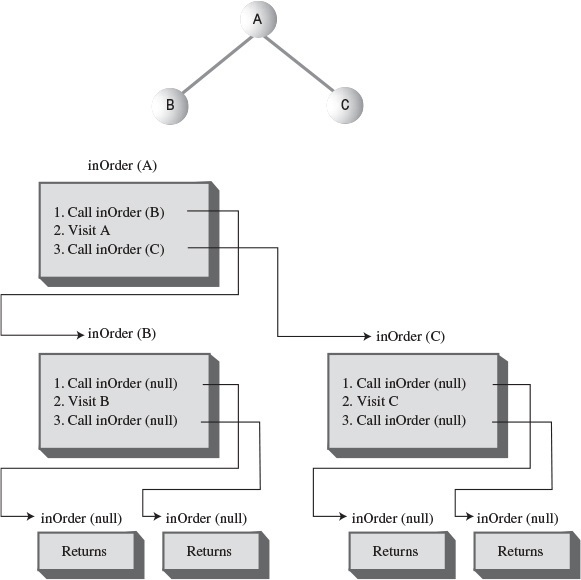 A
B
C
inOrder (A)
1. Call inOrder (B)
2. Visit A
3. Call inOrder (C)
inOrder (B)
1. Call inOrder (null)
2. Visit B
3. Call inOrder (null)
inOrder (C)
1. Call inOrder (null)
2. Visit C
3. Call inOrder (null)
inOrder (null)
Returns
inOrder (null)
Returns
inOrder (null)
Returns
inOrder (null)
Returns